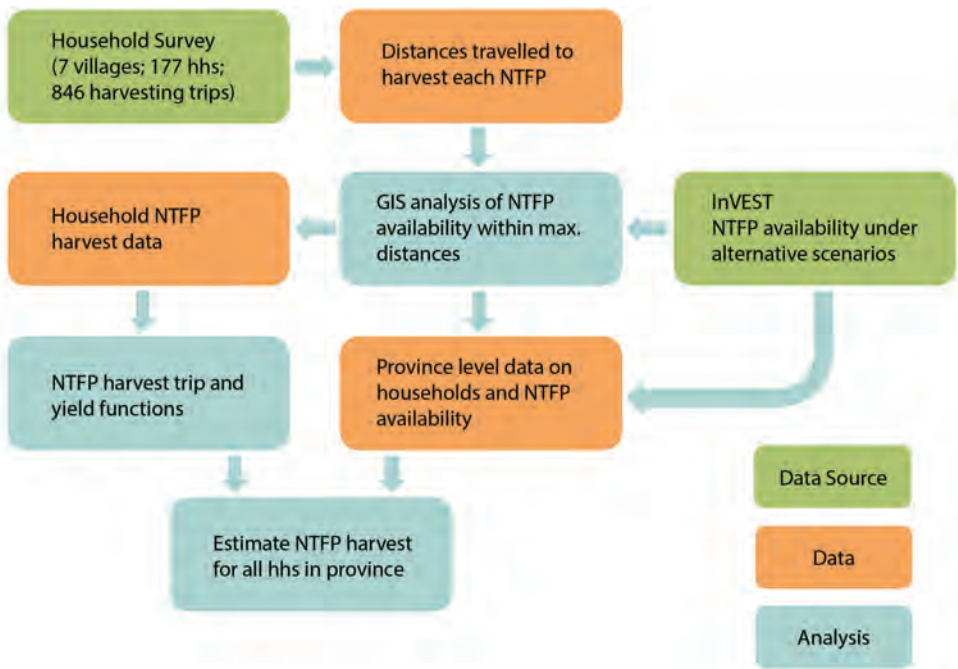 Household Survey
(7 villages; 177 hhs;
846 harvesting trips)
Distances travelled to
harvest each NTFP
Household NTFP
harvest data
GIS analysis of NTFP
availability within max.
distances
InVEST
NTFP availability under
alternative scenarios
NTFP harvest trip and
yield functions
Province level data on
households and NTFP
availability
Estimate NTFP harvest
for all hhs in province
Data Source
Data
Analysis